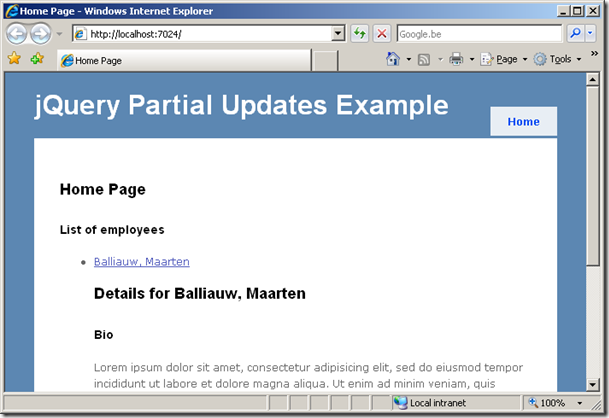 Home Page - Windows Internet Explorer
http://localhost:7024/
Google.be
Home Page
Page
Tools
»
jQuery Partial Updates Example
Home
Home Page
List of employees
Balliauw, Maarten
Details for Balliauw, Maarten
Bio
Lorem ipsum dolor sit amet, consectetur adipisicing elit, sed do eiusmod tempor
incididunt ut labore et dolore magna aliqua. Ut enim ad minim veniam, quis
Local intranet
100%